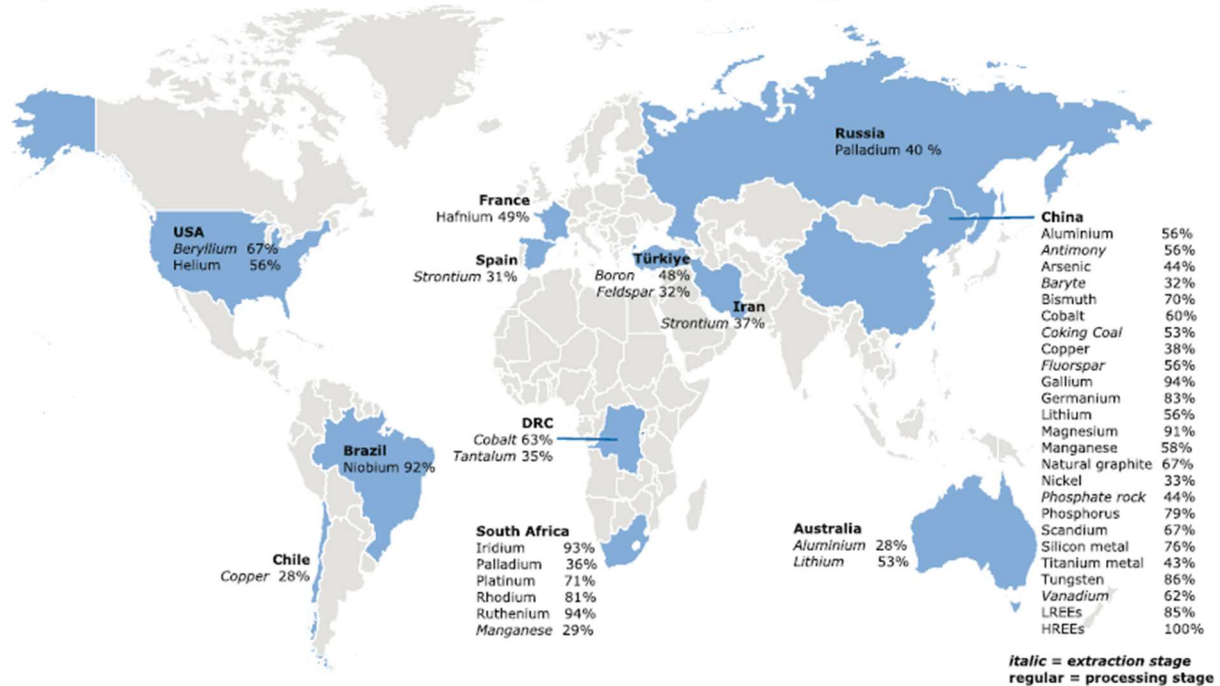 Russia
Palladium 40 %
France
Hafnium 49%
China
Aluminium 56%
Antimony 56%
Arsenic 44%
Baryte 32%
Bismuth 70%
Cobalt 60%
Coking Coal 53%
Copper 38%
Fluorspar 56%
Gallium 94%
Germanium 83%
Lithium 56%
Magnesium 91%
Manganese 58%
Natural graphite 67%
Nickel 33%
Phosphate rock 44%
Phosphorus 79%
Scandium 67%
Silicon metal 76%
Titanium metal 43%
Tungsten 86%
Vanadium 62%
LREEs 85%
HREEs 100%
USA
Beryllium 67%
Helium 56%
Spain
Strontium 31%
Türkiye
Boron 48%
Feldspar 32%
Iran
Strontium 37%
DRC
Cobalt 63%
Tantalum 35%
Brazil
Niobium 92%
South Africa
Iridium 93%
Palladium 36%
Platinum 71%
Rhodium 81%
Ruthenium 94%
Manganese 29%
Australia
Aluminium 28%
Lithium 53%
Chile
Copper 28%
italic = extraction stage
regular = processing stage